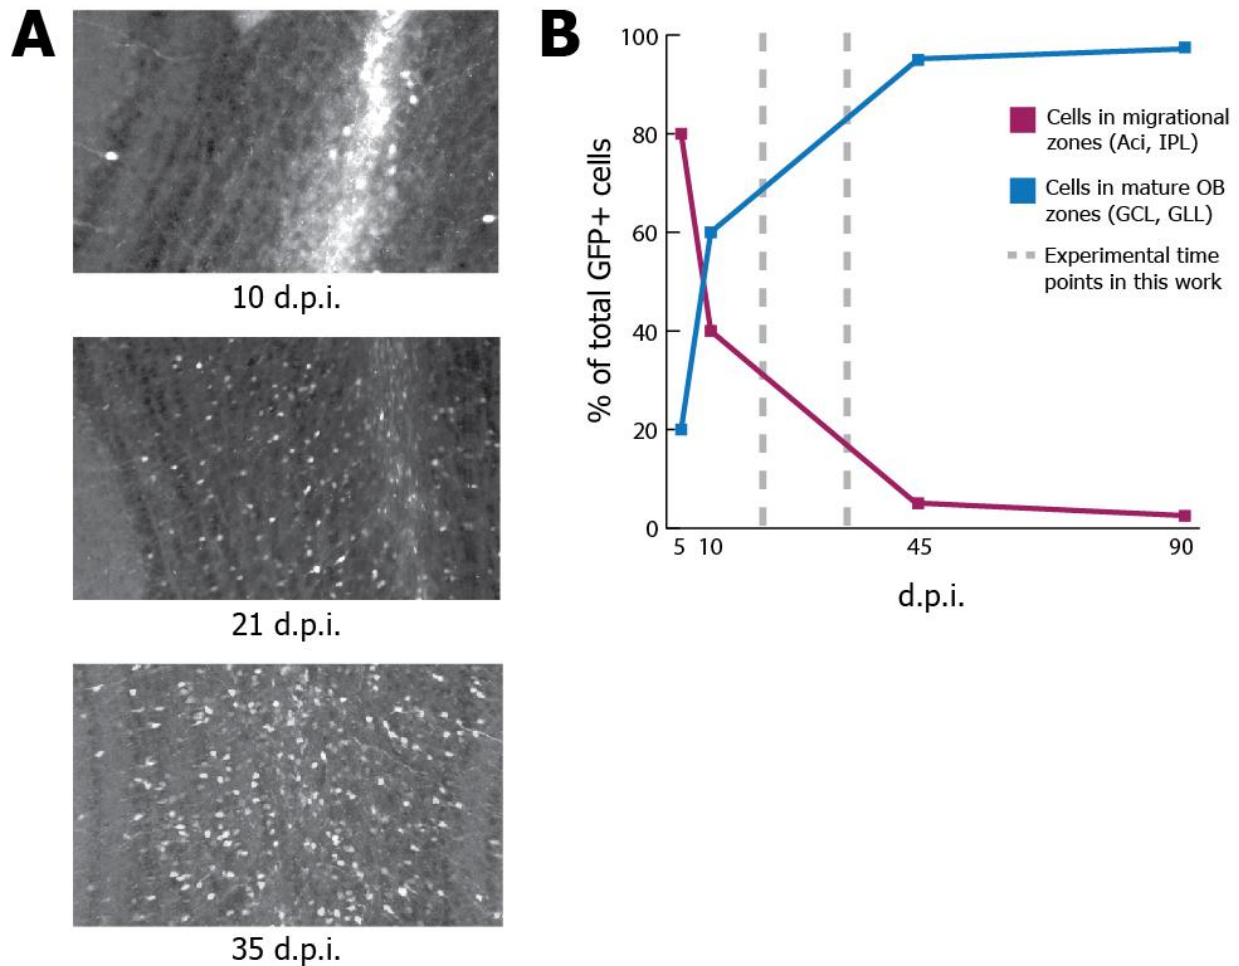 A
10 d.p.i.
21 d.p.i.
35 d.p.i.
B
100
80
60
40
20
0
% of total GFP+ cells
5 10 45 90
d.p.i.
Cells in migrational
zones (Aci, IPL)
Cells in mature OB
zones (GCL, GLL)
Experimental time
points in this work